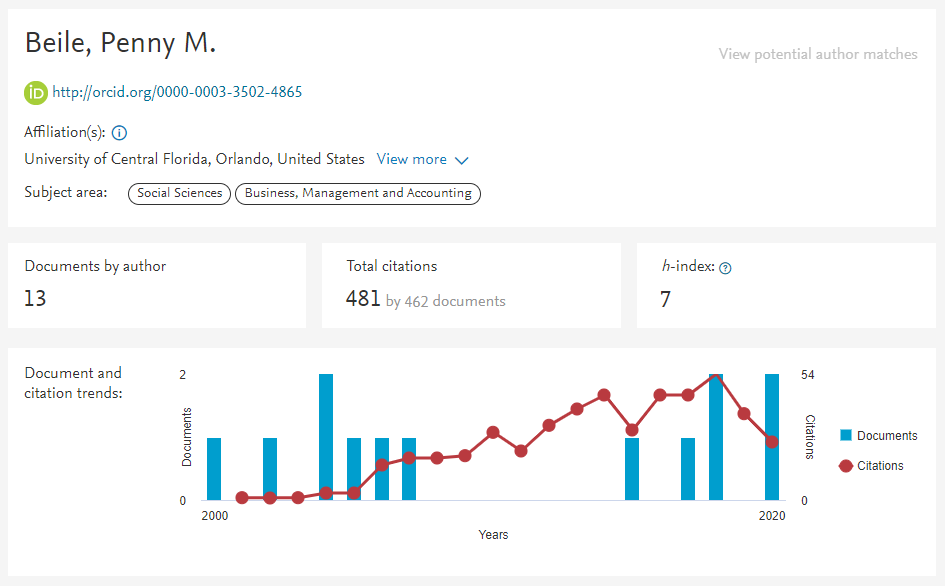 Beile, Penny M.
View potential author matches
iD http://orcid.org/0000-0003-3502-4865
Affiliation(s): i
University of Central Florida, Orlando, United States View more
Subject area: Social Sciences Business, Management and Accounting
Documents by author
13
Total citations
481 by 462 documents
h-index: ?
7
Document and
citation trends:
2
Documents
0
2000
2020
Years
54
Citations
0
Documents
Citations